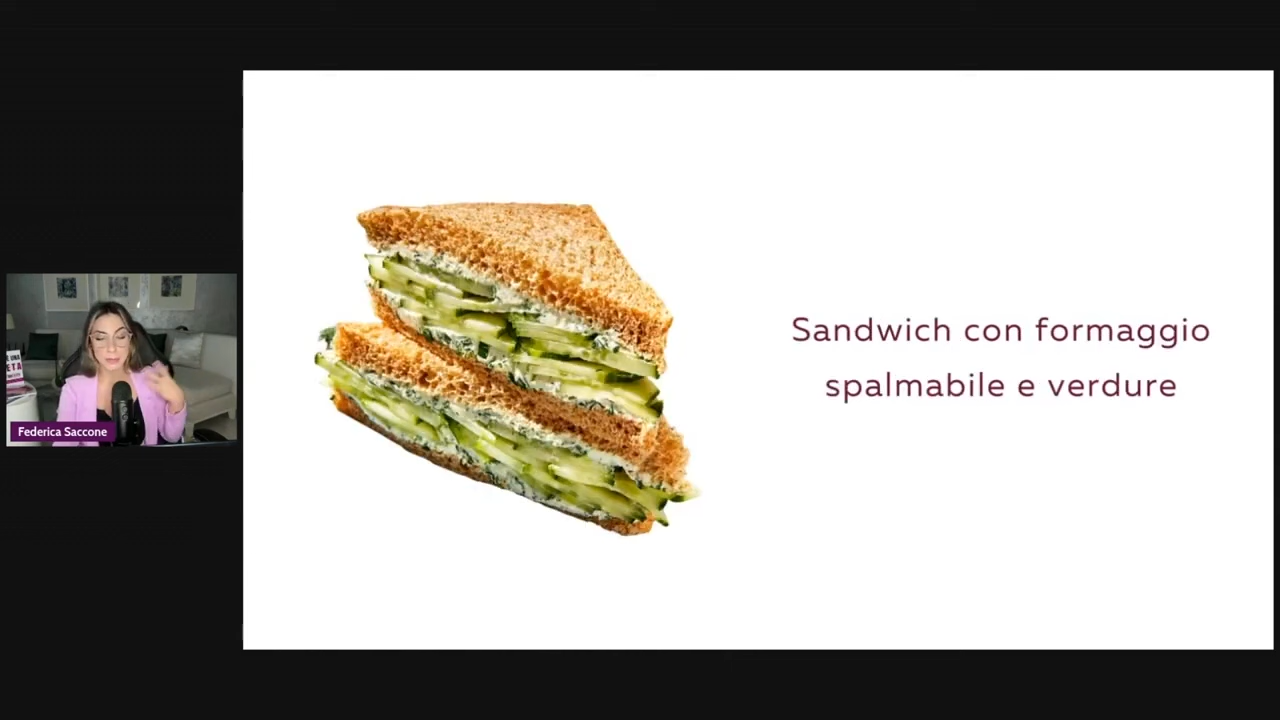 Sandwich con formaggio
spalmabile e verdure
Federica Saccone